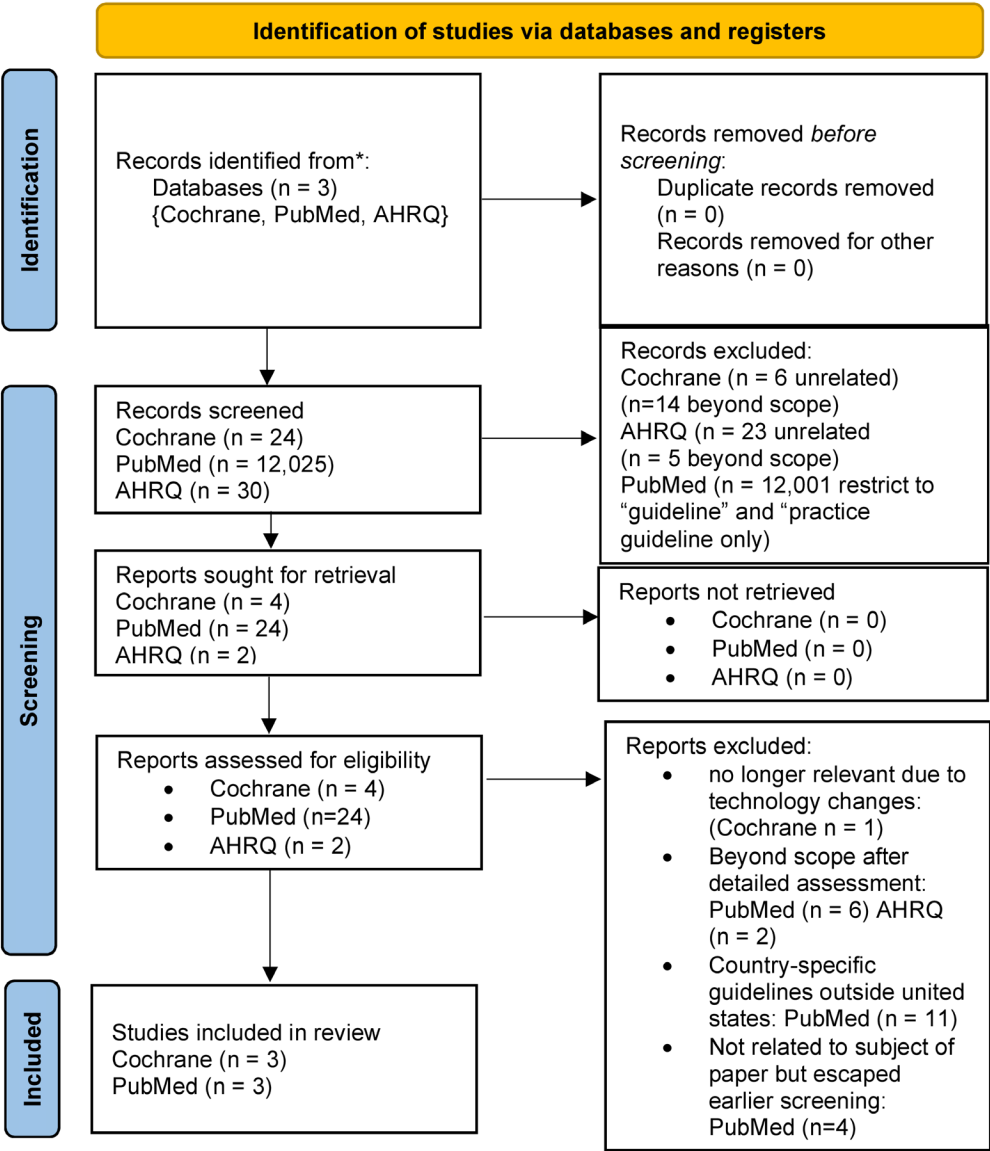 Identification of studies via databases and registers
Identification
Records identified from*:
Databases (n = 3)
{Cochrane, PubMed, AHRQ}
Records removed before
screening:
Duplicate records removed
(n = 0)
Records removed for other
reasons (n = 0)
Screening
Records screened
Cochrane (n = 24)
PubMed (n = 12,025)
AHRQ (n = 30)
Records excluded:
Cochrane (n = 6 unrelated)
(n=14 beyond scope)
AHRQ (n = 23 unrelated
(n = 5 beyond scope)
PubMed (n = 12,001 restrict to
“guideline” and “practice
guideline only)
Reports sought for retrieval
Cochrane (n = 4)
PubMed (n = 24)
AHRQ (n = 2)
Reports not retrieved
• Cochrane (n = 0)
• PubMed (n = 0)
• AHRQ (n = 0)
Reports assessed for eligibility
• Cochrane (n = 4)
• PubMed (n=24)
• AHRQ (n = 2)
Reports excluded:
• no longer relevant due to
technology changes:
(Cochrane n = 1)
• Beyond scope after
detailed assessment:
PubMed (n = 6) AHRQ
(n = 2)
• Country-specific
guidelines outside united
states: PubMed (n = 11)
• Not related to subject of
paper but escaped
earlier screening:
PubMed (n=4)
Included
Studies included in review
Cochrane (n = 3)
PubMed (n = 3)